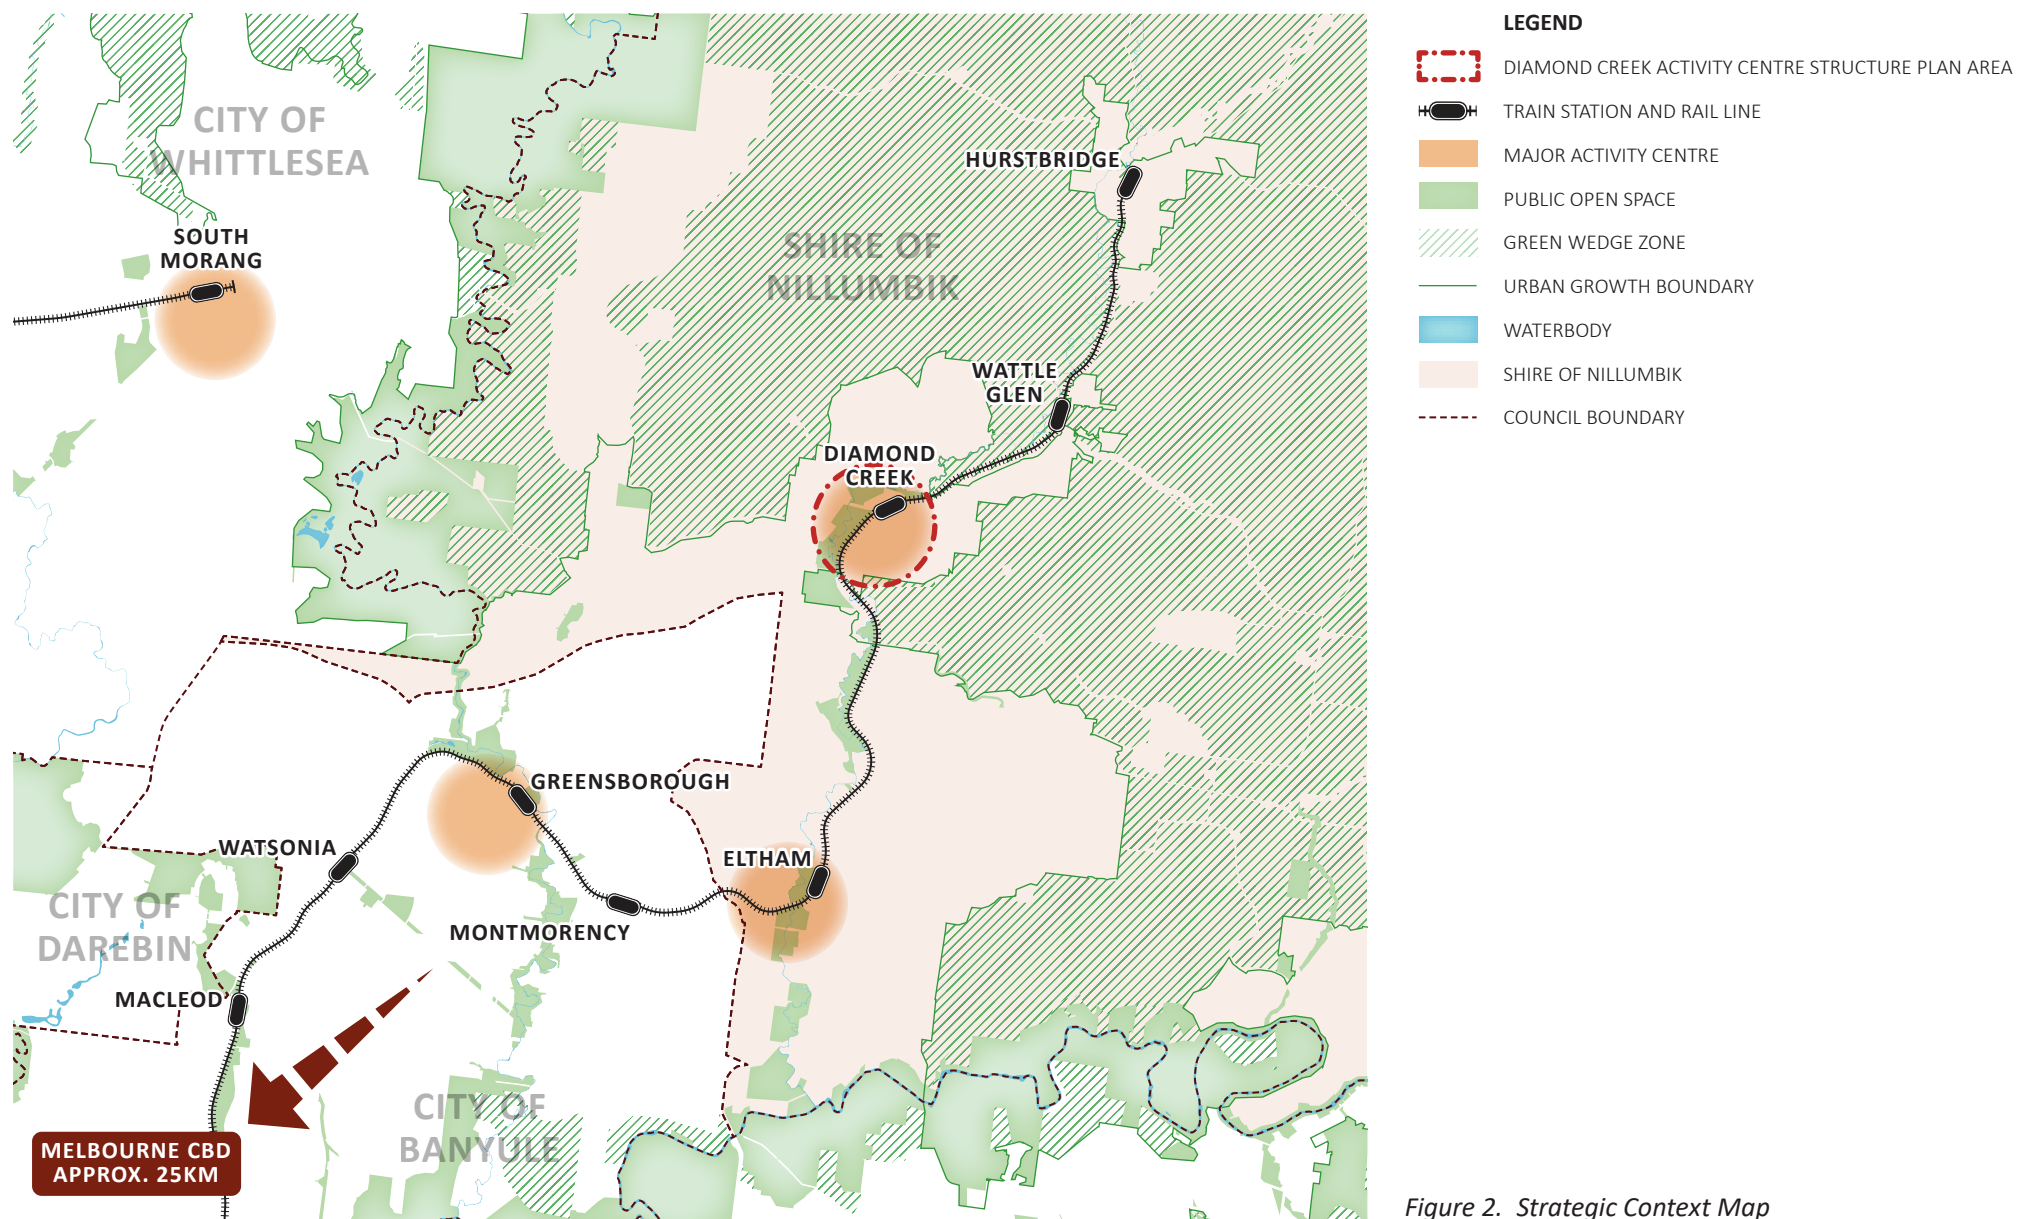 CITY OF
WHITTLESEA
SOUTH
MORANG
HURSTBRIDGE
SHIRE OF
NILLUMBIK
WATTLE
GLEN
DIAMOND
CREEK
GREENSBOROUGH
WATSONIA
ELTHAM
CITY OF
DAREBIN
MONTMORENCY
MACLEOD
CITY OF
BANYULE
MELBOURNE CBD
APPROX. 25KM
LEGEND
DIAMOND CREEK ACTIVITY CENTRE STRUCTURE PLAN AREA
TRAIN STATION AND RAIL LINE
MAJOR ACTIVITY CENTRE
PUBLIC OPEN SPACE
GREEN WEDGE ZONE
URBAN GROWTH BOUNDARY
WATERBODY
SHIRE OF NILLUMBIK
COUNCIL BOUNDARY
Figure 2. Strategic Context Map